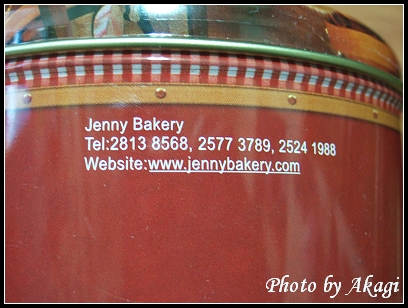 Jenny Bakery
Tel:2813 8568, 2577 3789, 2524 1988
Website:www.jennybakery.com
Photo by Akagi